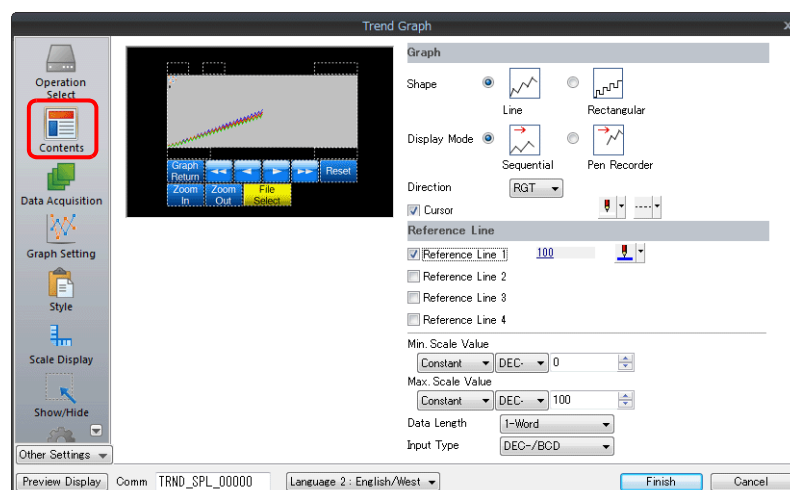 Trend Graph
Operation
Select
Contents
Data Acquisition
Graph Setting
Style
Scale Display
Show/Hide
Other Settings
Graph
Return
Reset
Zoom
In
Zoom
Out
File
Select
Graph
Shape
Line
Rectangular
Display Mode
Sequential
Pen Recorder
Direction
RGT
Cursor
Reference Line
Reference Line 1
100
Reference Line 2
Reference Line 3
Reference Line 4
Min. Scale Value
Constant DEC- 0
Max. Scale Value
Constant DEC- 100
Data Length 1-Word
Input Type DEC-/BCD
Preview Display Comm TRND_SPL_00000 Language 2 : English/West Finish Cancel